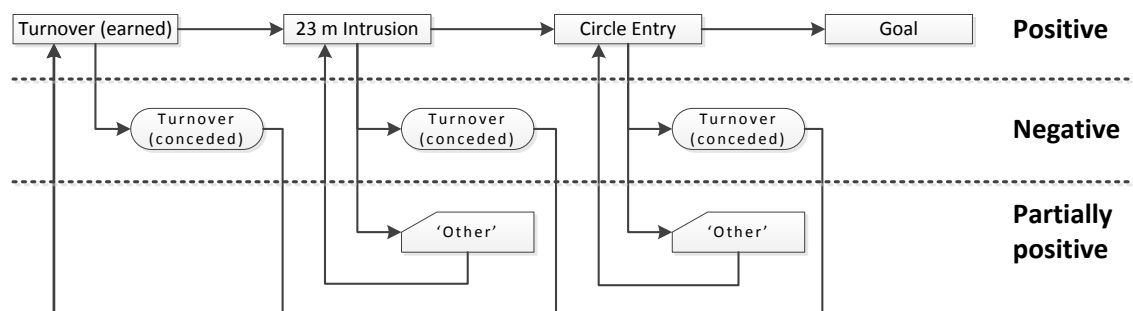 Turnover (earned)
23 m Intrusion
Circle Entry
Goal
Positive
Turnover
(conceded)
Turnover
(conceded)
Turnover
(conceded)
Negative
‘Other’
‘Other’
Partially
positive